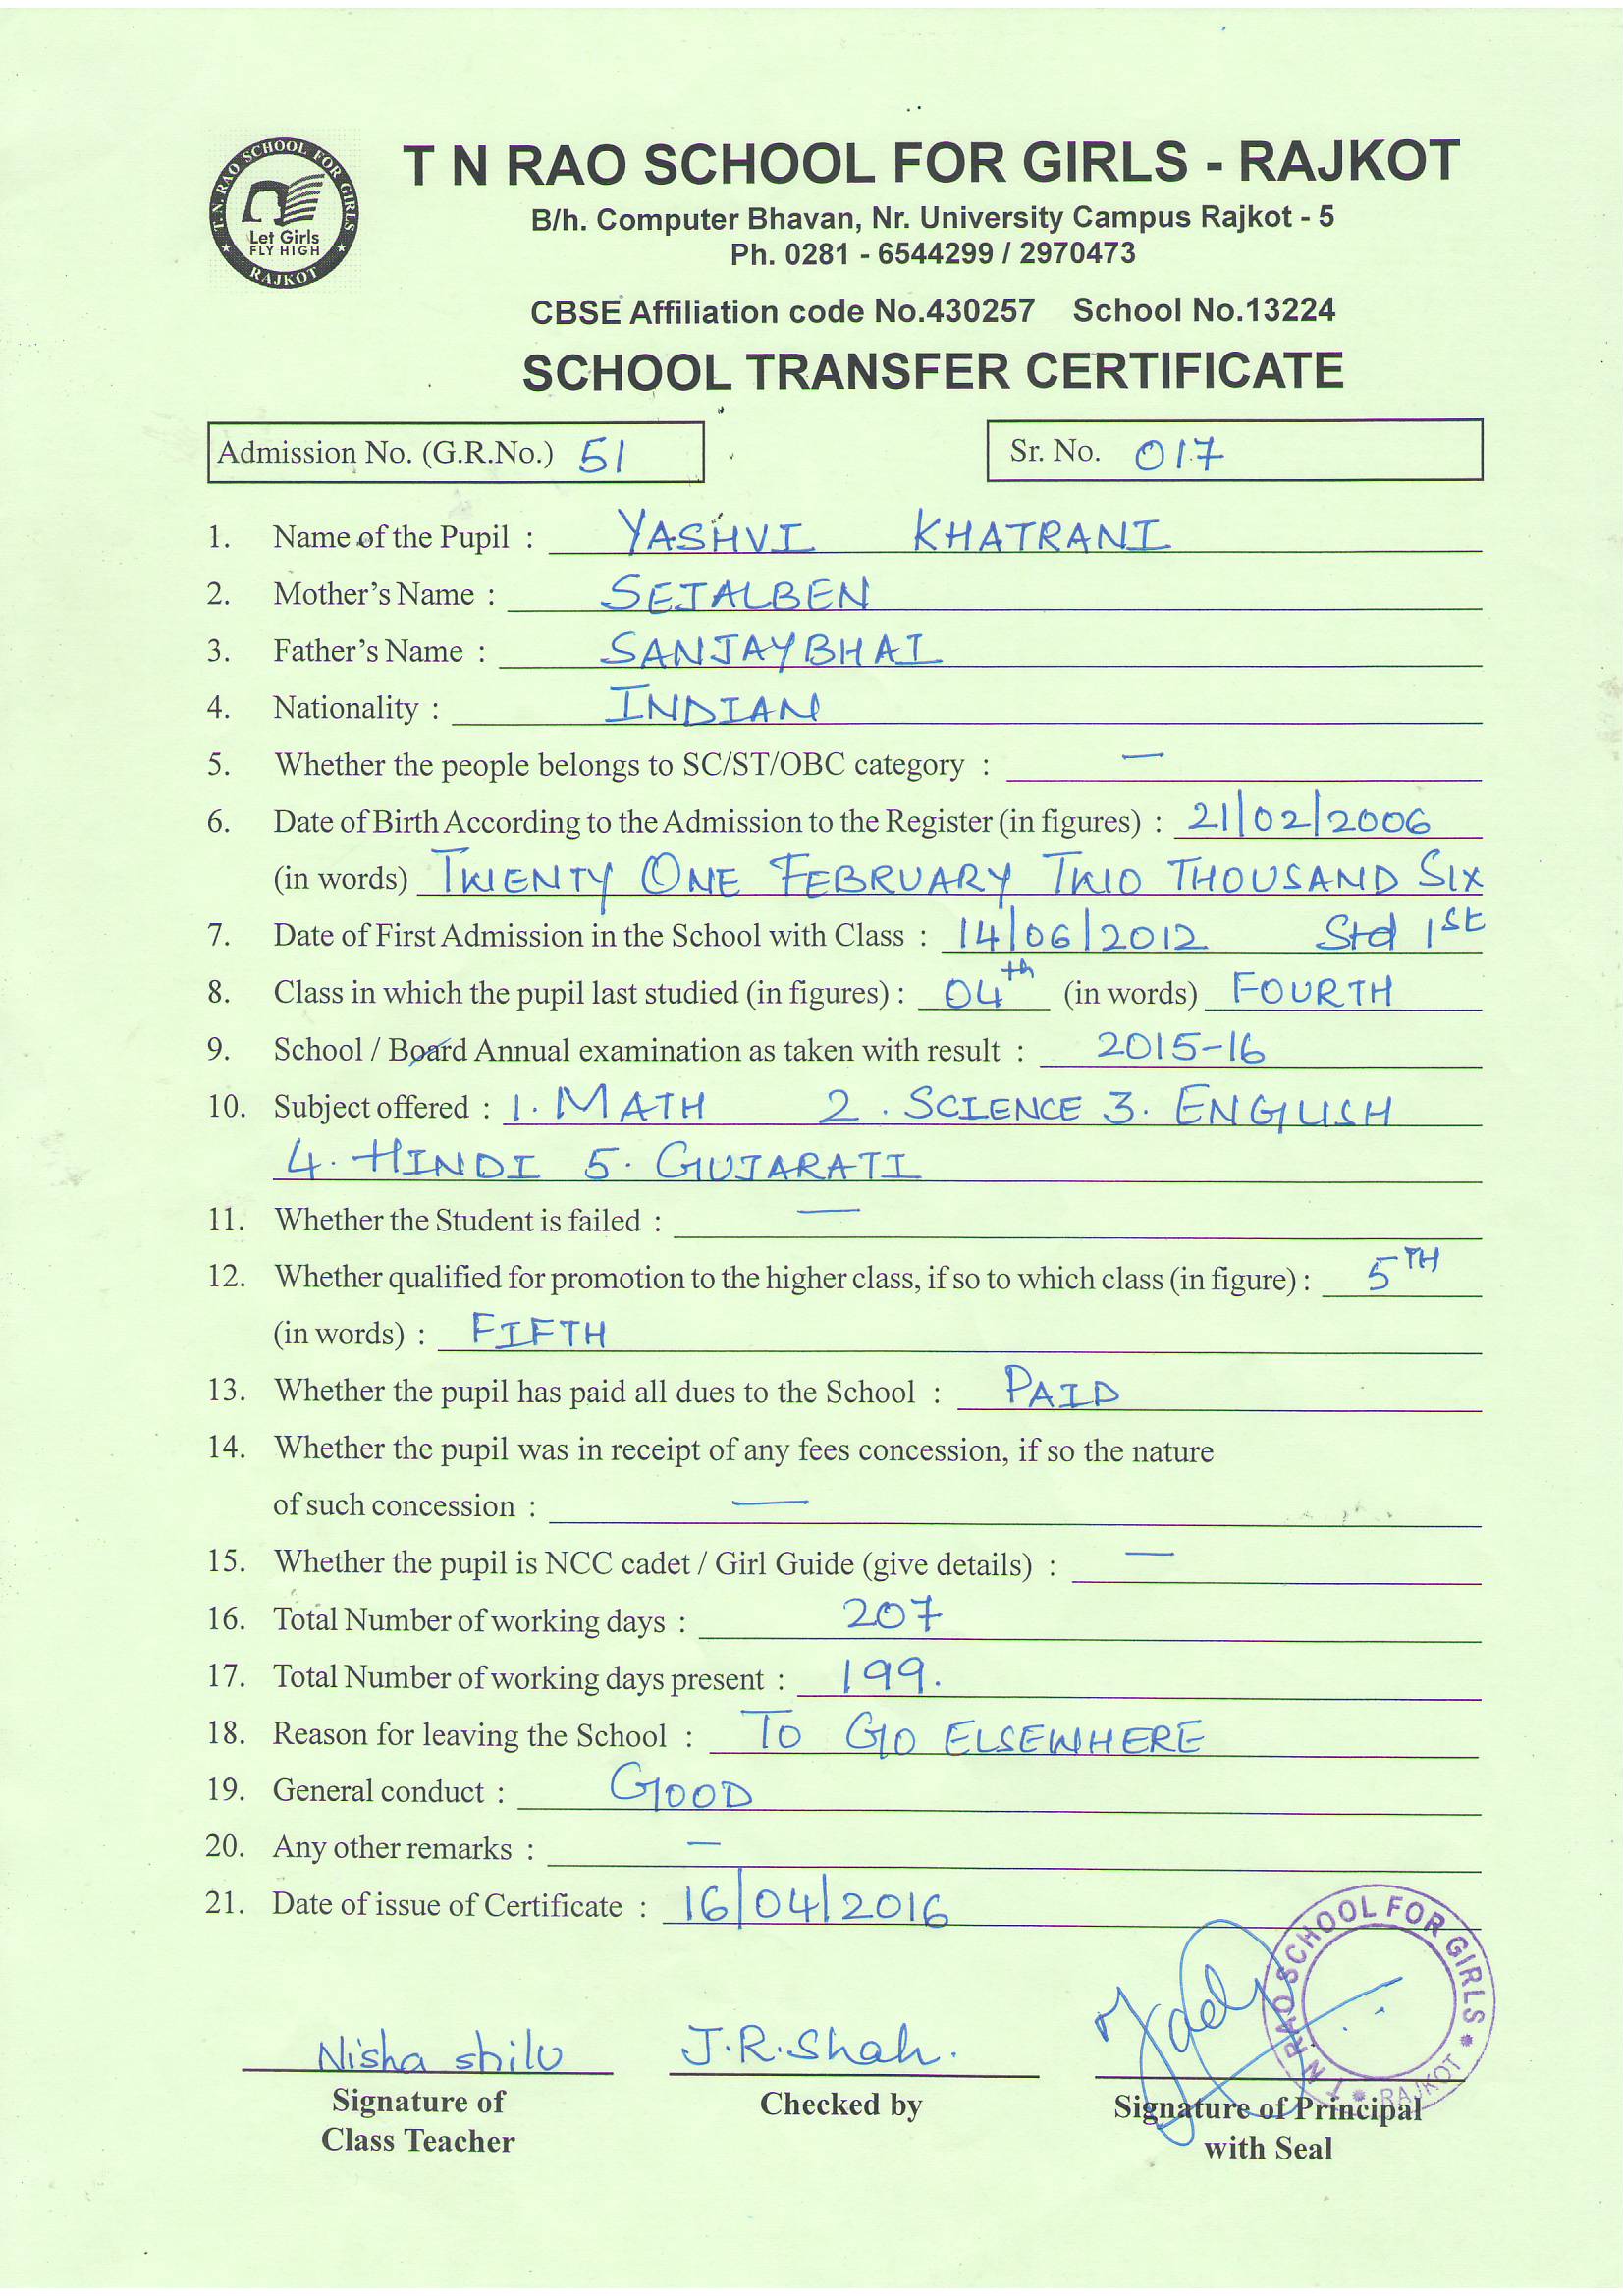 T. N. RAO SCHOOL FOR GIRLS
Let Girls
FLY HIGH
RAJKOT
T N RAO SCHOOL FOR GIRLS - RAJKOT
B/h. Computer Bhavan, Nr. University Campus Rajkot - 5
Ph. 0281 - 6544299 / 2970473
CBSE Affiliation code No.430257 School No.13224
SCHOOL TRANSFER CERTIFICATE
Admission No. (G.R.No.) 51 Sr. No. 017
1. Name of the Pupil : YASHVI KHATRANI
2. Mother's Name : SEJALBEN
3. Father's Name : SANJAYBHAI
4. Nationality : INDIAN
5. Whether the people belongs to SC/ST/OBC category : —
6. Date of Birth According to the Admission to the Register (in figures) : 21/02/2006
(in words) TWENTY ONE FEBRUARY TWO THOUSAND SIX
7. Date of First Admission in the School with Class : 14/06/2012 Std 1st
8. Class in which the pupil last studied (in figures) : 04th (in words) FOURTH
9. School / Board Annual examination as taken with result : 2015-16
10. Subject offered : 1. MATH 2. SCIENCE 3. ENGLISH
4. HINDI 5. GUJARATI
11. Whether the Student is failed : —
12. Whether qualified for promotion to the higher class, if so to which class (in figure) : 5TH
(in words) : FIFTH
13. Whether the pupil has paid all dues to the School : PAID
14. Whether the pupil was in receipt of any fees concession, if so the nature
of such concession : —
15. Whether the pupil is NCC cadet / Girl Guide (give details) : —
16. Total Number of working days : 207
17. Total Number of working days present : 199.
18. Reason for leaving the School : TO GO ELSEWHERE
19. General conduct : GOOD
20. Any other remarks : —
21. Date of issue of Certificate : 16/04/2016
T N RAO SCHOOL FOR GIRLS
RAJKOT
Nisha shilu J.R.Shah.
Signature of Checked by Signature of Principal
Class Teacher with Seal